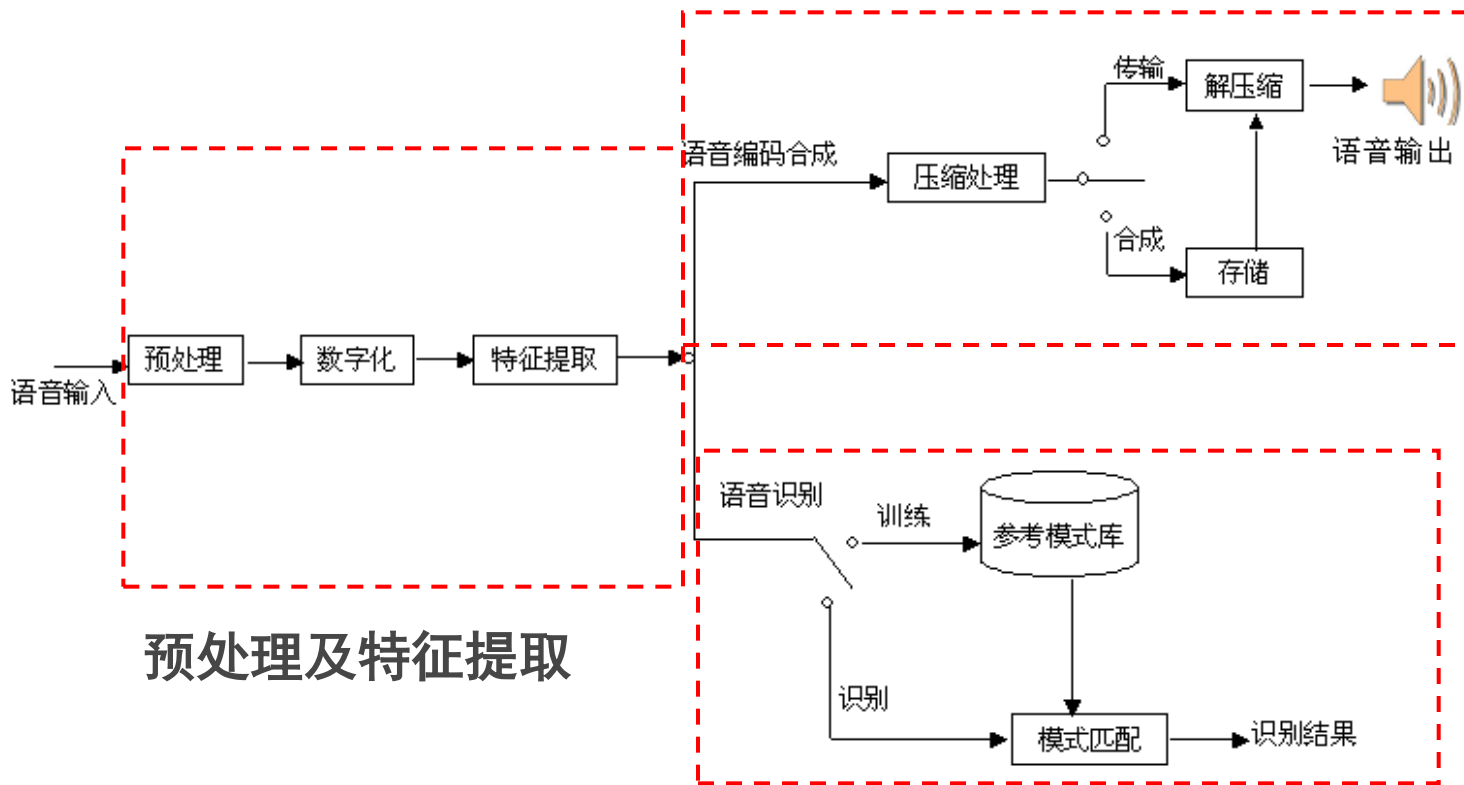 传输
解压缩
语音输出
语音编码合成
压缩处理
合成
存储
预处理
数字化
特征提取
语音输入
语音识别
训练
参考模式库
预处理及特征提取
识别
模式匹配
识别结果